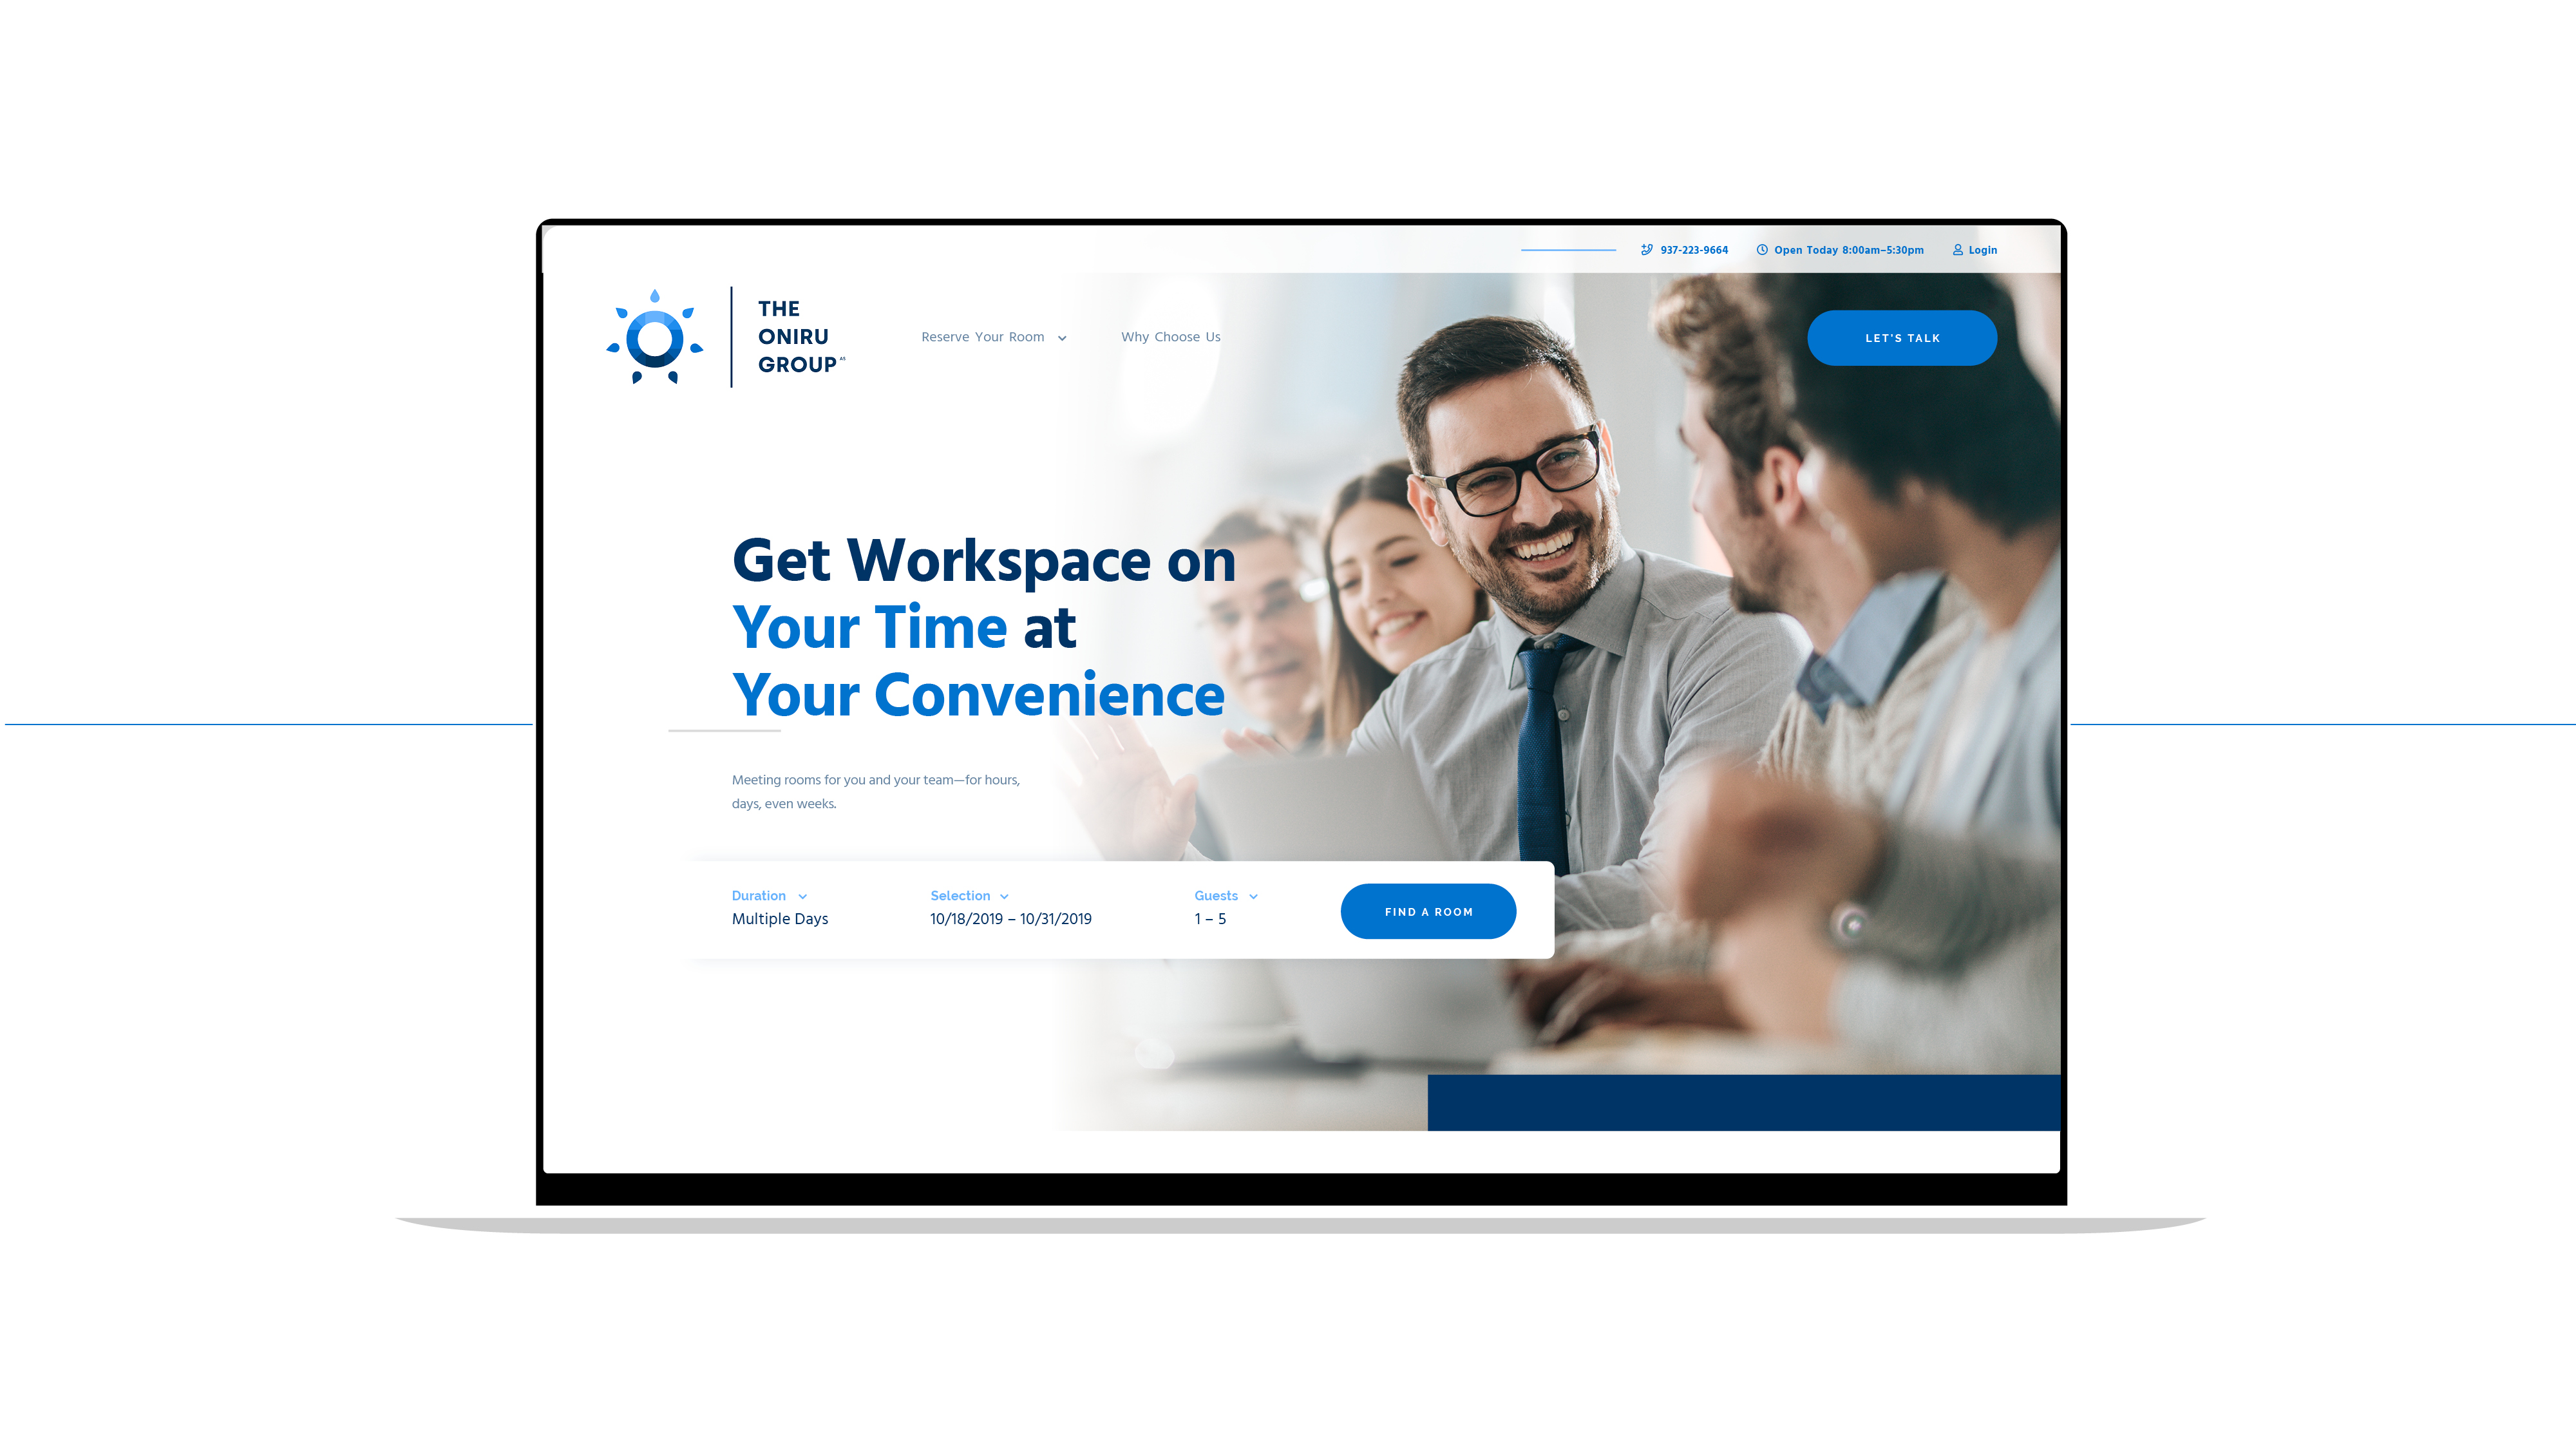 937-223-9664 Open Today 8:00am–5:30pm Login
THE
ONIRU
GROUP
Reserve Your Room Why Choose Us
LET'S TALK
Get Workspace on
Your Time at
Your Convenience
Meeting rooms for you and your team—for hours,
days, even weeks.
Duration Selection Guests
Multiple Days 10/18/2019 – 10/31/2019 1 – 5
FIND A ROOM